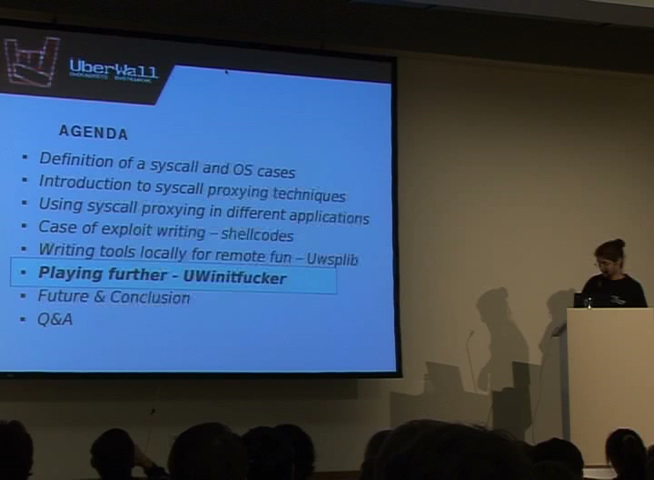 UberWall
AGENDA
Definition of a syscall and OS cases
Introduction to syscall proxying techniques
Using syscall proxying in different applications
Case of exploit writing – shellcodes
Writing tools locally for remote fun – Uwsplib
Playing further - UWinitfucker
Future & Conclusion
Q&A